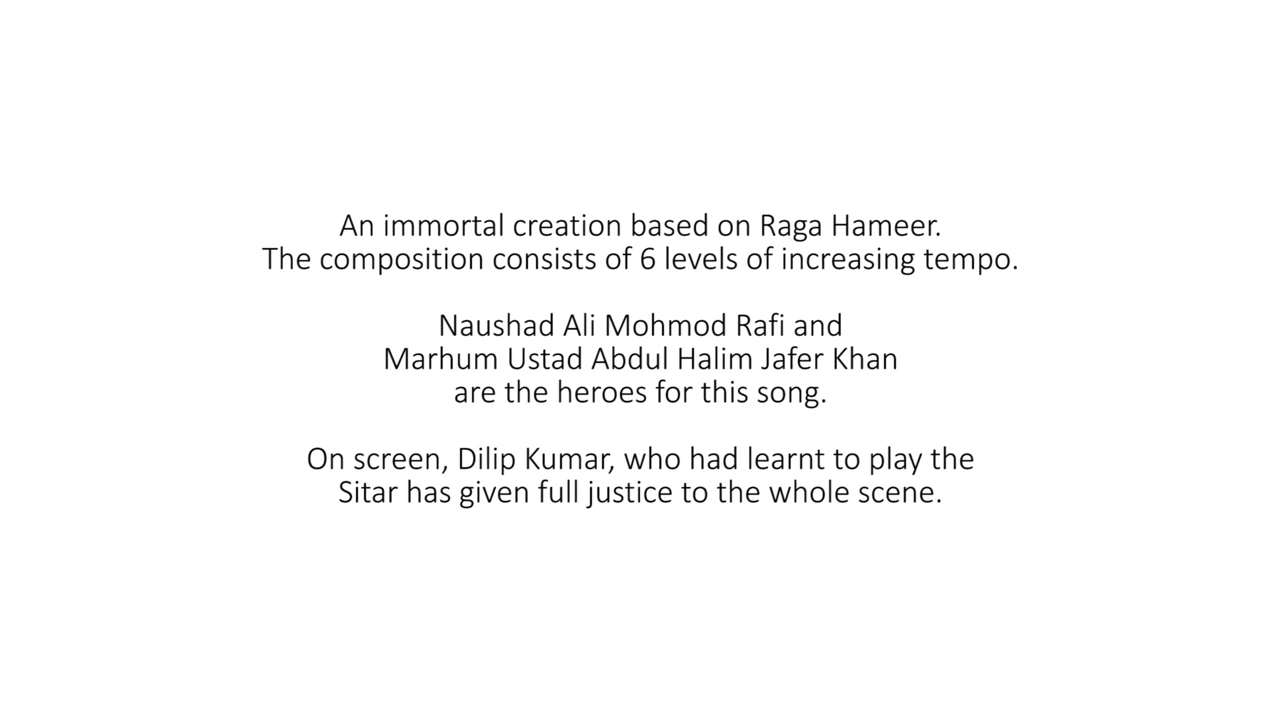 An immortal creation based on Raga Hameer.
The composition consists of 6 levels of increasing tempo.
Naushad Ali Mohmod Rafi and
Marhum Ustad Abdul Halim Jafer Khan
are the heroes for this song.
On screen, Dilip Kumar, who had learnt to play the
Sitar has given full justice to the whole scene.